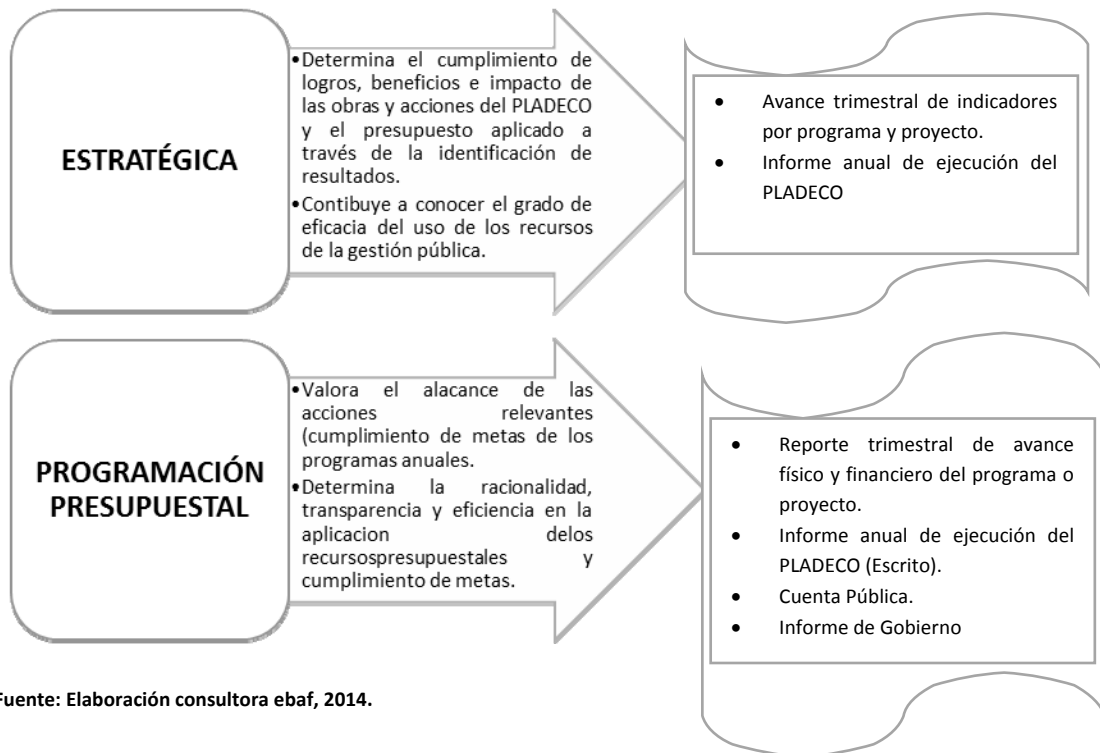 ESTRATÉGICA
•Determina el cumplimiento de
logros, beneficios e impacto de
las obras y acciones del PLADECO
y el presupuesto aplicado a
través de la identificación de
resultados.
•Contibuye a conocer el grado de
eficacia del uso de los recursos
de la gestión pública.
• Avance trimestral de indicadores
por programa y proyecto.
• Informe anual de ejecución del
PLADECO
PROGRAMACIÓN
PRESUPUESTAL
•Valora el alacance de las
acciones relevantes
(cumplimiento de metas de los
programas anuales.
•Determina la racionalidad,
transparencia y eficiencia en la
aplicacion delos
recursospresupuestales y
cumplimiento de metas.
• Reporte trimestral de avance
físico y financiero del programa o
proyecto.
• Informe anual de ejecución del
PLADECO (Escrito).
• Cuenta Pública.
• Informe de Gobierno
Fuente: Elaboración consultora ebaf, 2014.